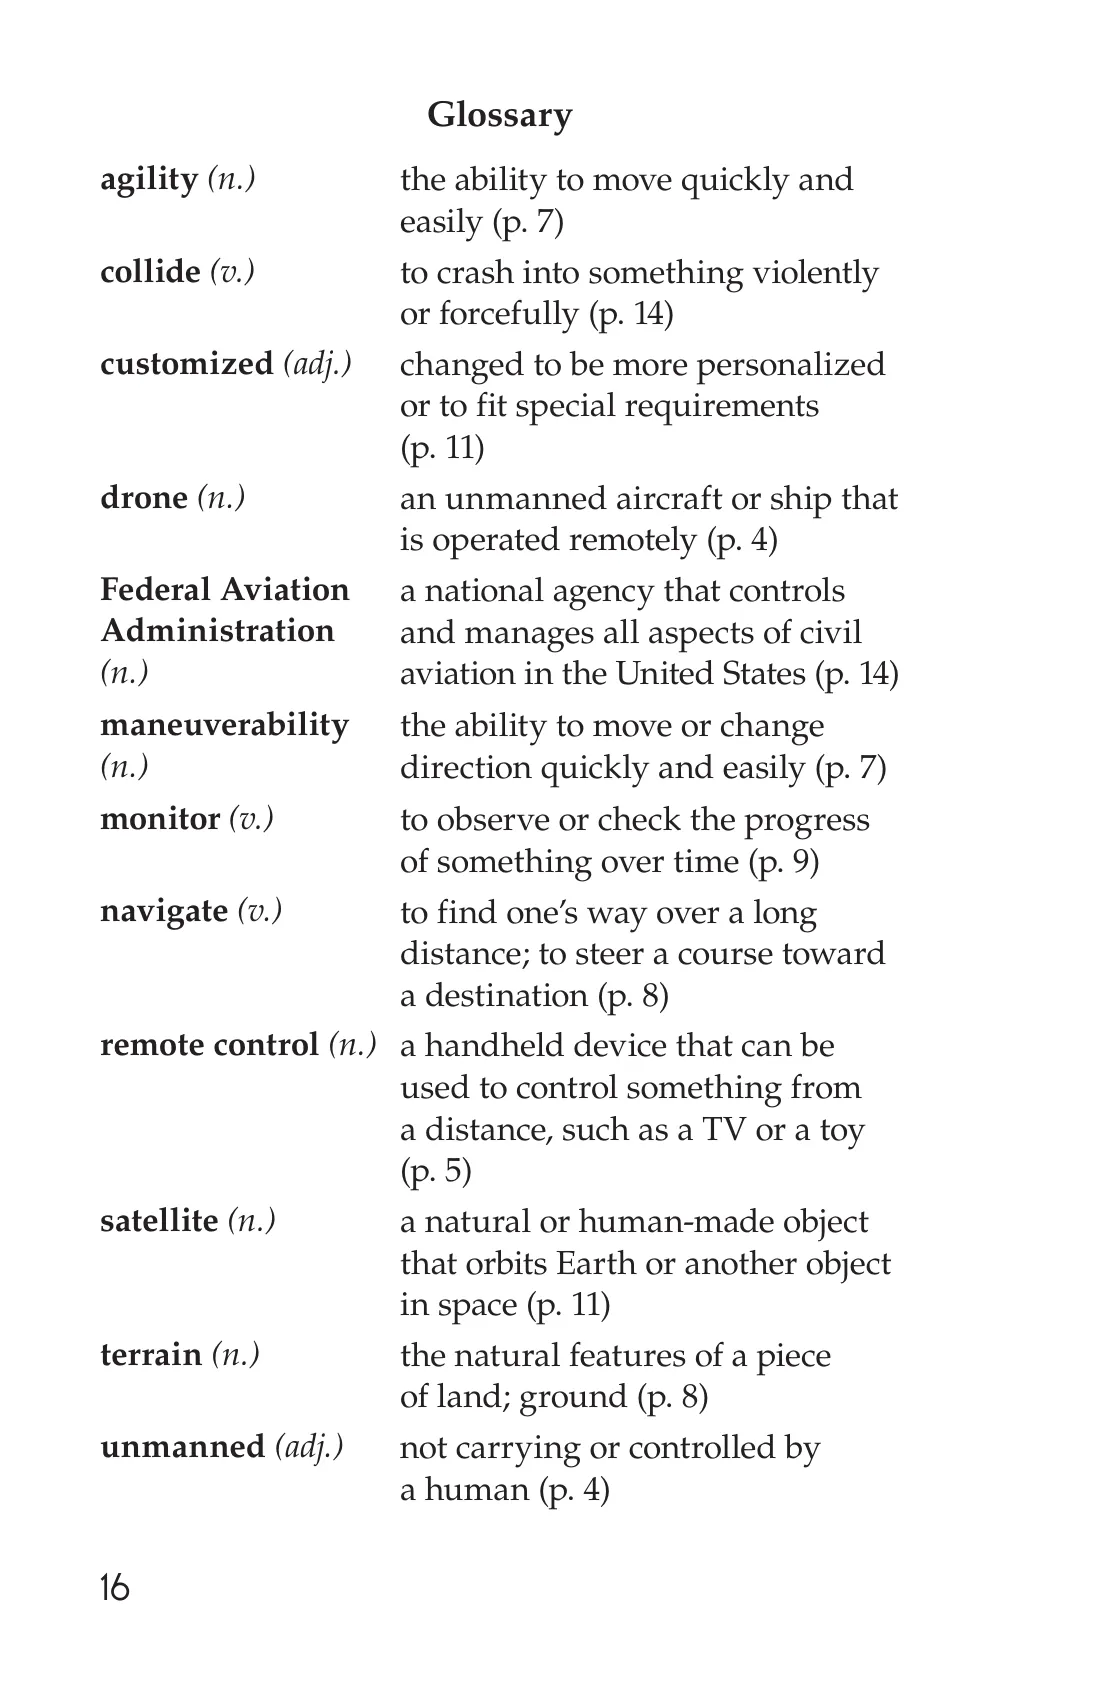 Glossary
agility (n.) the ability to move quickly and
easily (p. 7)
collide (v.) to crash into something violently
or forcefully (p. 14)
customized (adj.) changed to be more personalized
or to fit special requirements
(p. 11)
drone (n.) an unmanned aircraft or ship that
is operated remotely (p. 4)
Federal Aviation a national agency that controls
Administration and manages all aspects of civil
(n.) aviation in the United States (p. 14)
maneuverability the ability to move or change
(n.) direction quickly and easily (p. 7)
monitor (v.) to observe or check the progress
of something over time (p. 9)
navigate (v.) to find one’s way over a long
distance; to steer a course toward
a destination (p. 8)
remote control (n.) a handheld device that can be
used to control something from
a distance, such as a TV or a toy
(p. 5)
satellite (n.) a natural or human-made object
that orbits Earth or another object
in space (p. 11)
terrain (n.) the natural features of a piece
of land; ground (p. 8)
unmanned (adj.) not carrying or controlled by
a human (p. 4)
16